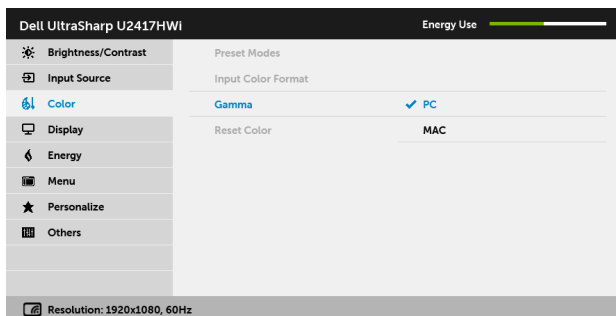 Dell UltraSharp U2417HWi
Energy Use
Brightness/Contrast
Preset Modes
Input Source
Input Color Format
Color
Gamma
PC
Display
Reset Color
MAC
Energy
Menu
Personalize
Others
Resolution: 1920x1080, 60Hz